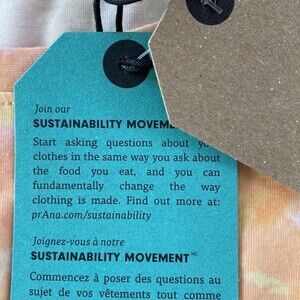 Join our
SUSTAINABILITY MOVEM
Start asking questions about
clothes in the same way you ask about
the food you eat, and you can
fundamentally change the way
clothing is made. Find out more at:
prAna.com/sustainability
Joignez-vous à notre
SUSTAINABILITY MOVEMENT MC
Commencez à poser des questions au
sujet de vos vêtements tout comme